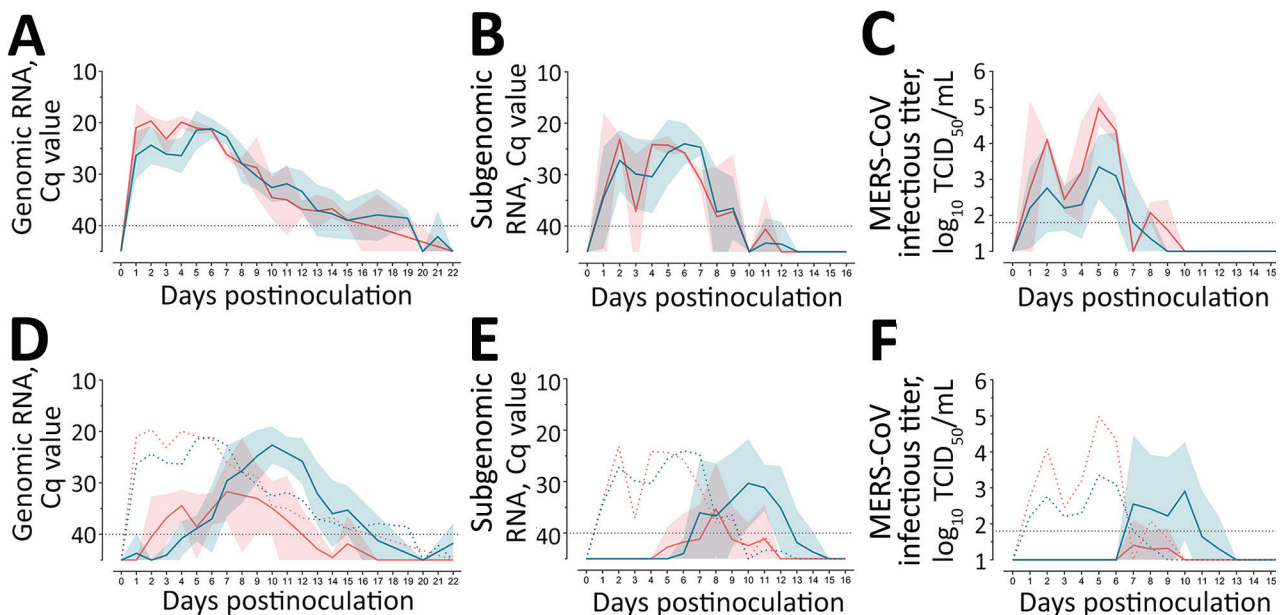 A
Genomic RNA,
Cq value
10
20
30
40
0 1 2 3 4 5 6 7 8 9 10 11 12 13 14 15 16 17 18 19 20 21 22
Days postinoculation
B
Subgenomic
RNA, Cq value
10
20
30
40
0 1 2 3 4 5 6 7 8 9 10 11 12 13 14 15 16
Days postinoculation
C
MERS-CoV
infectious titer,
log10 TCID50/mL
6
5
4
3
2
1
0 1 2 3 4 5 6 7 8 9 10 11 12 13 14 15
Days postinoculation
D
Genomic RNA,
Cq value
10
20
30
40
0 1 2 3 4 5 6 7 8 9 10 11 12 13 14 15 16 17 18 19 20 21 22
Days postinoculation
E
Subgenomic
RNA, Cq value
10
20
30
40
0 1 2 3 4 5 6 7 8 9 10 11 12 13 14 15 16
Days postinoculation
F
MERS-CoV
infectious titer,
log10 TCID50/mL
6
5
4
3
2
1
0 1 2 3 4 5 6 7 8 9 10 11 12 13 14 15
Days postinoculation